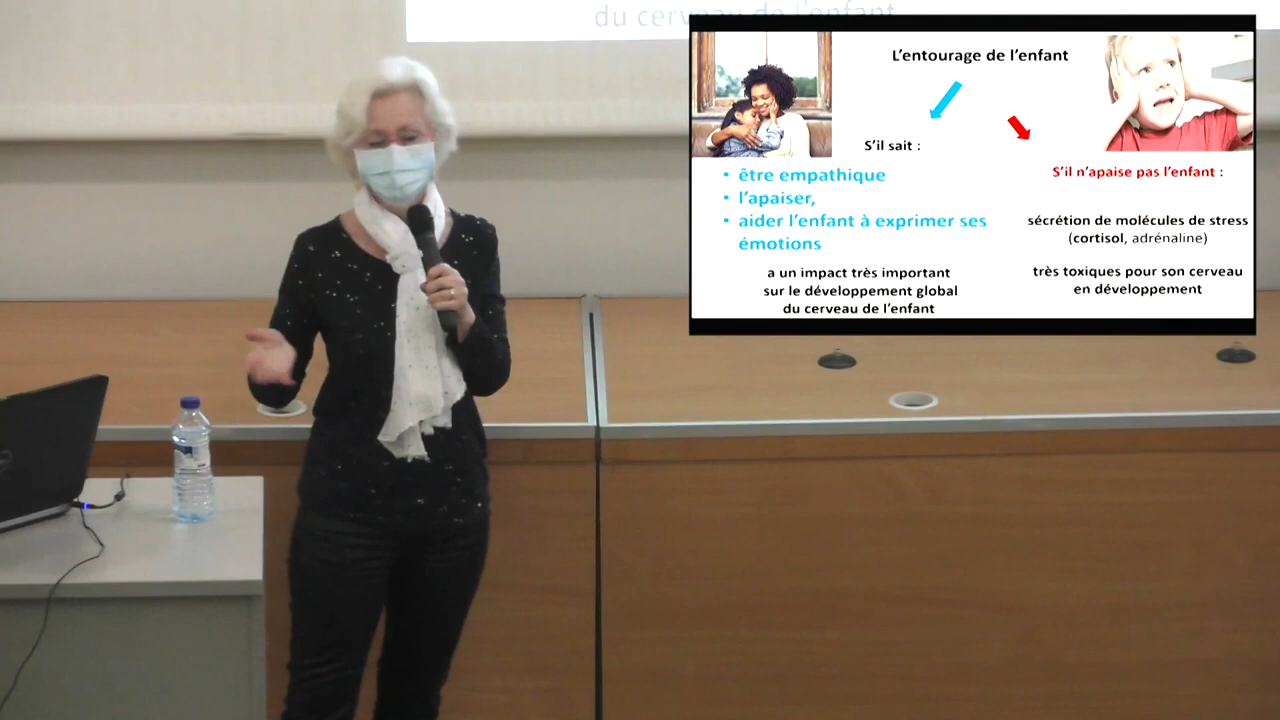 du cerveau de l'enfant
L'entourage de l'enfant
S'il sait :
• être empathique
• l'apaiser,
• aider l'enfant à exprimer ses
émotions
a un impact très important
sur le développement global
du cerveau de l'enfant
S'il n'apaise pas l'enfant :
sécrétion de molécules de stress
(cortisol, adrénaline)
très toxiques pour son cerveau
en développement